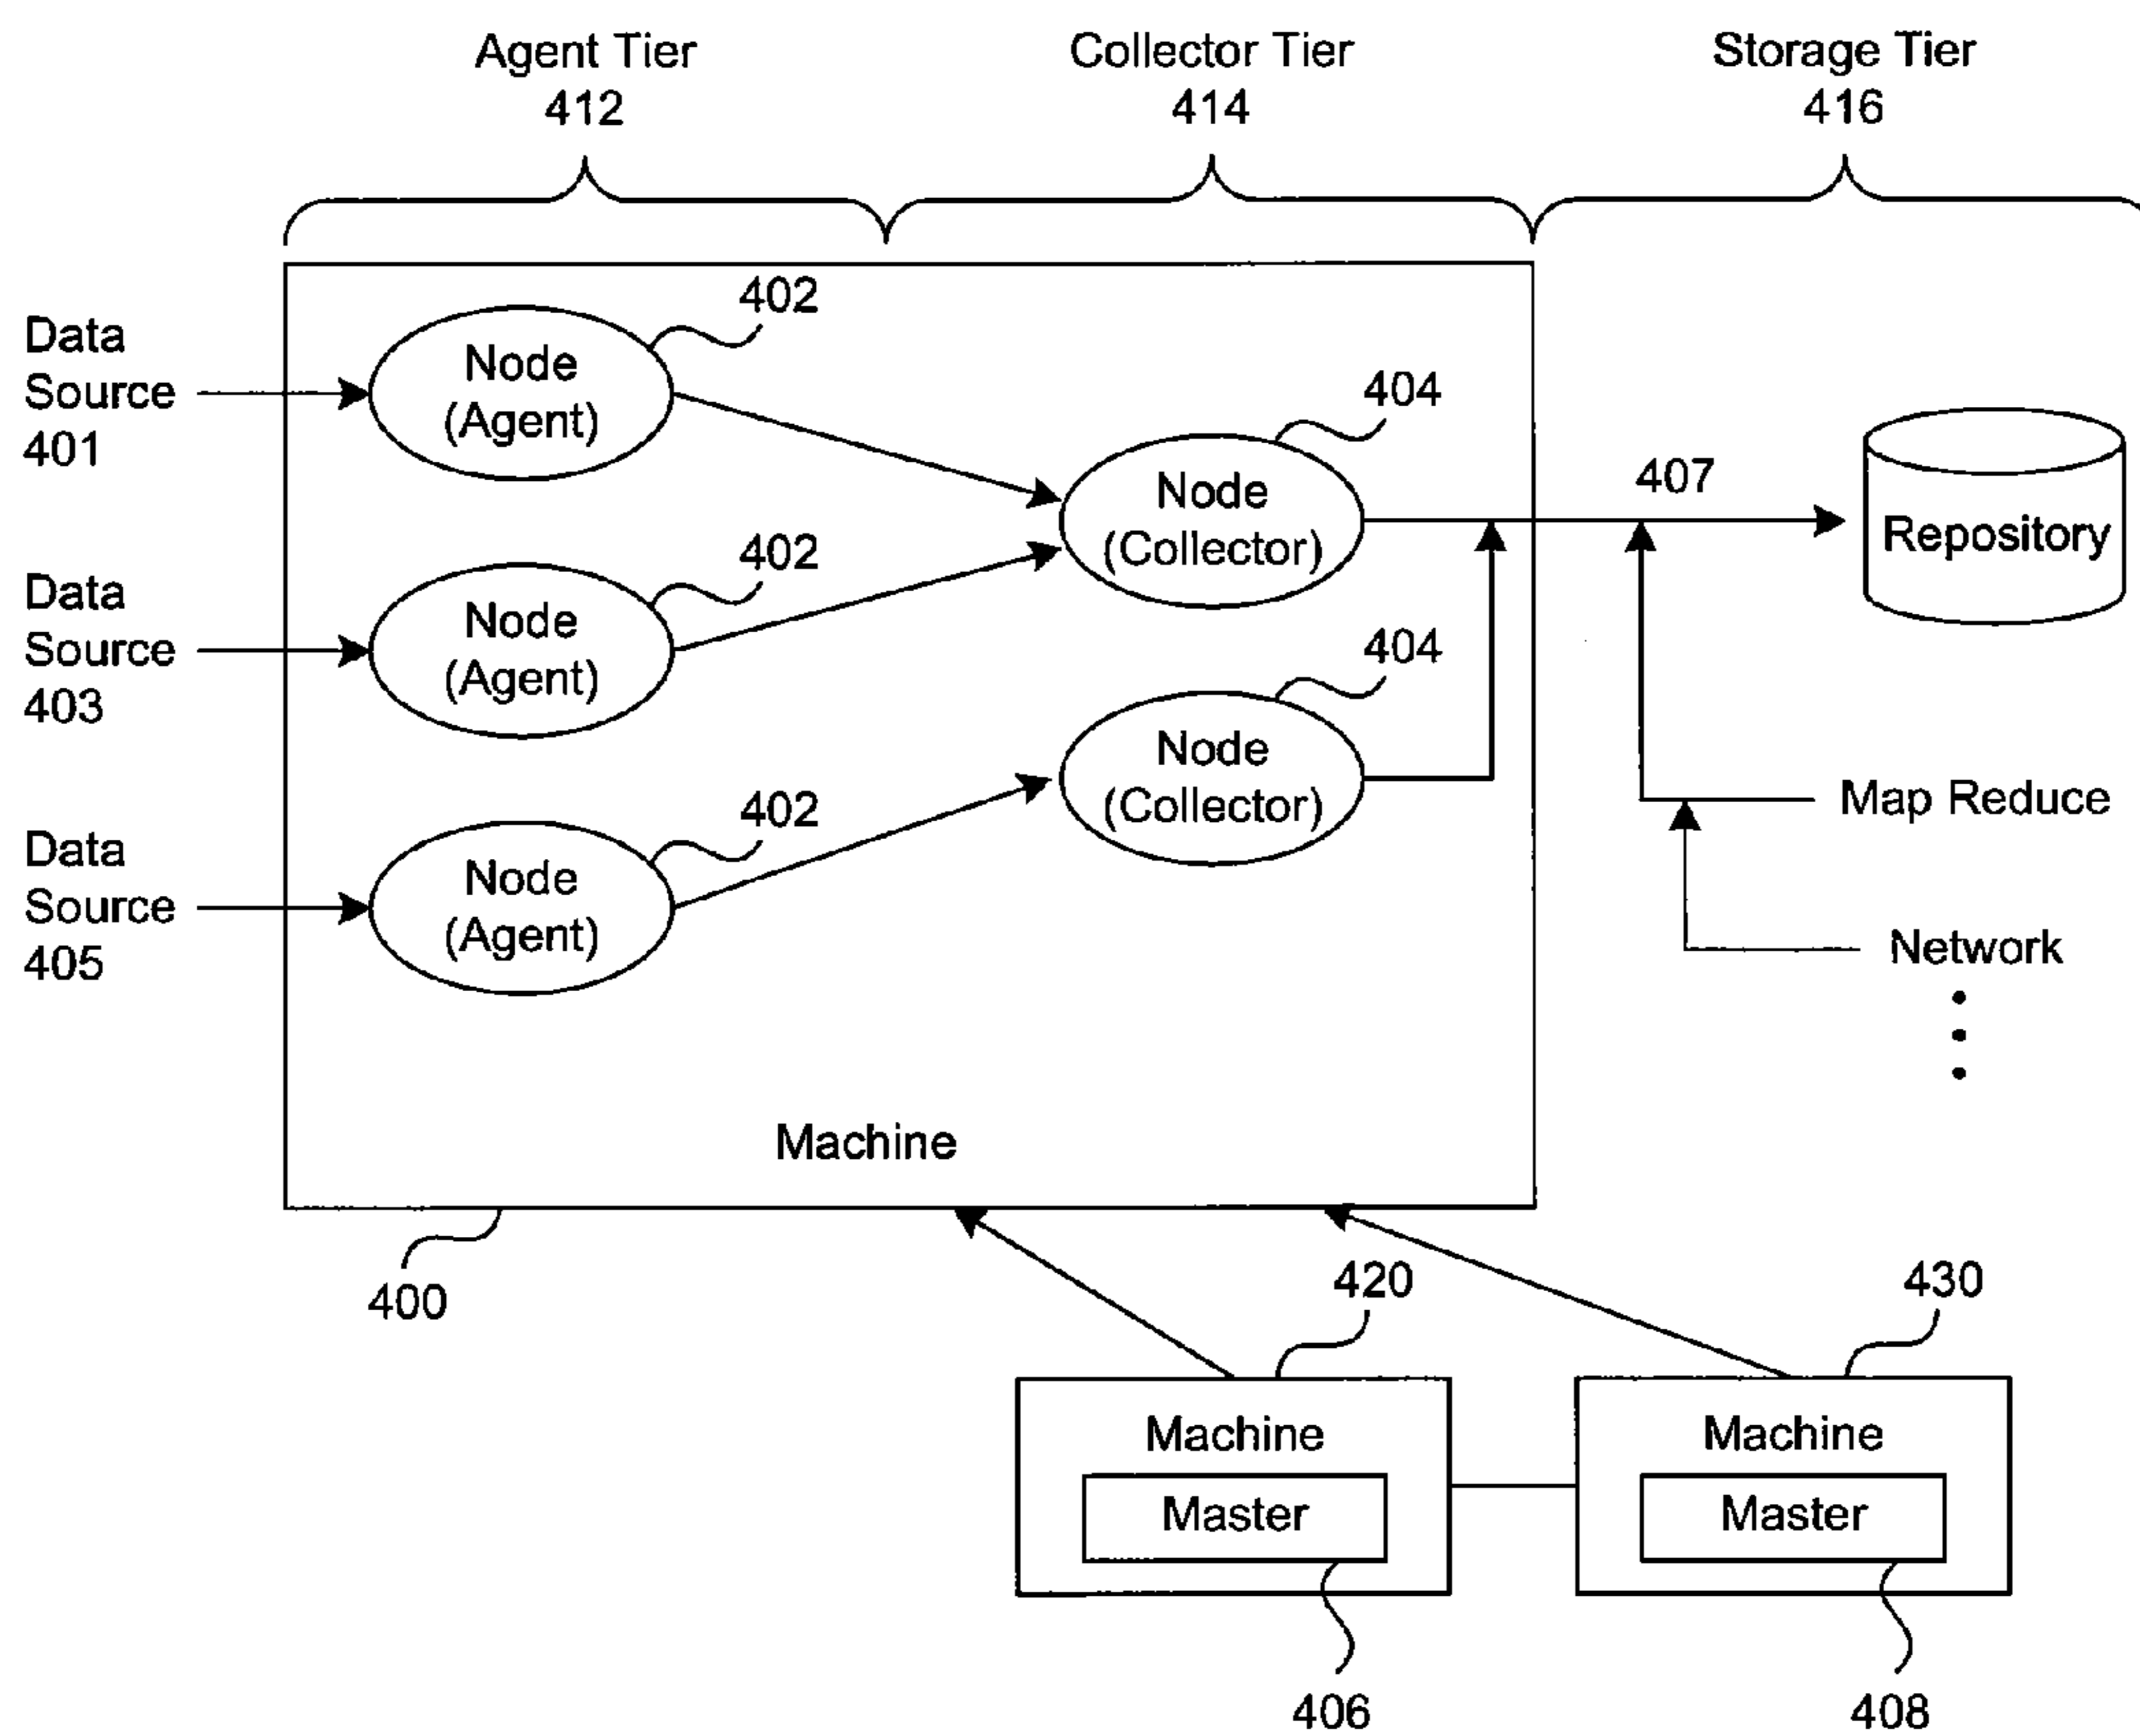 Agent Tier
412
Collector Tier
414
Storage Tier
416
Data
Source
401
Node
(Agent)
402
Data
Source
403
Node
(Agent)
402
Data
Source
405
Node
(Agent)
402
Node
(Collector)
404
Node
(Collector)
404
407
Repository
Map Reduce
Network
Machine
400
420
Machine
Master
406
430
Machine
Master
408